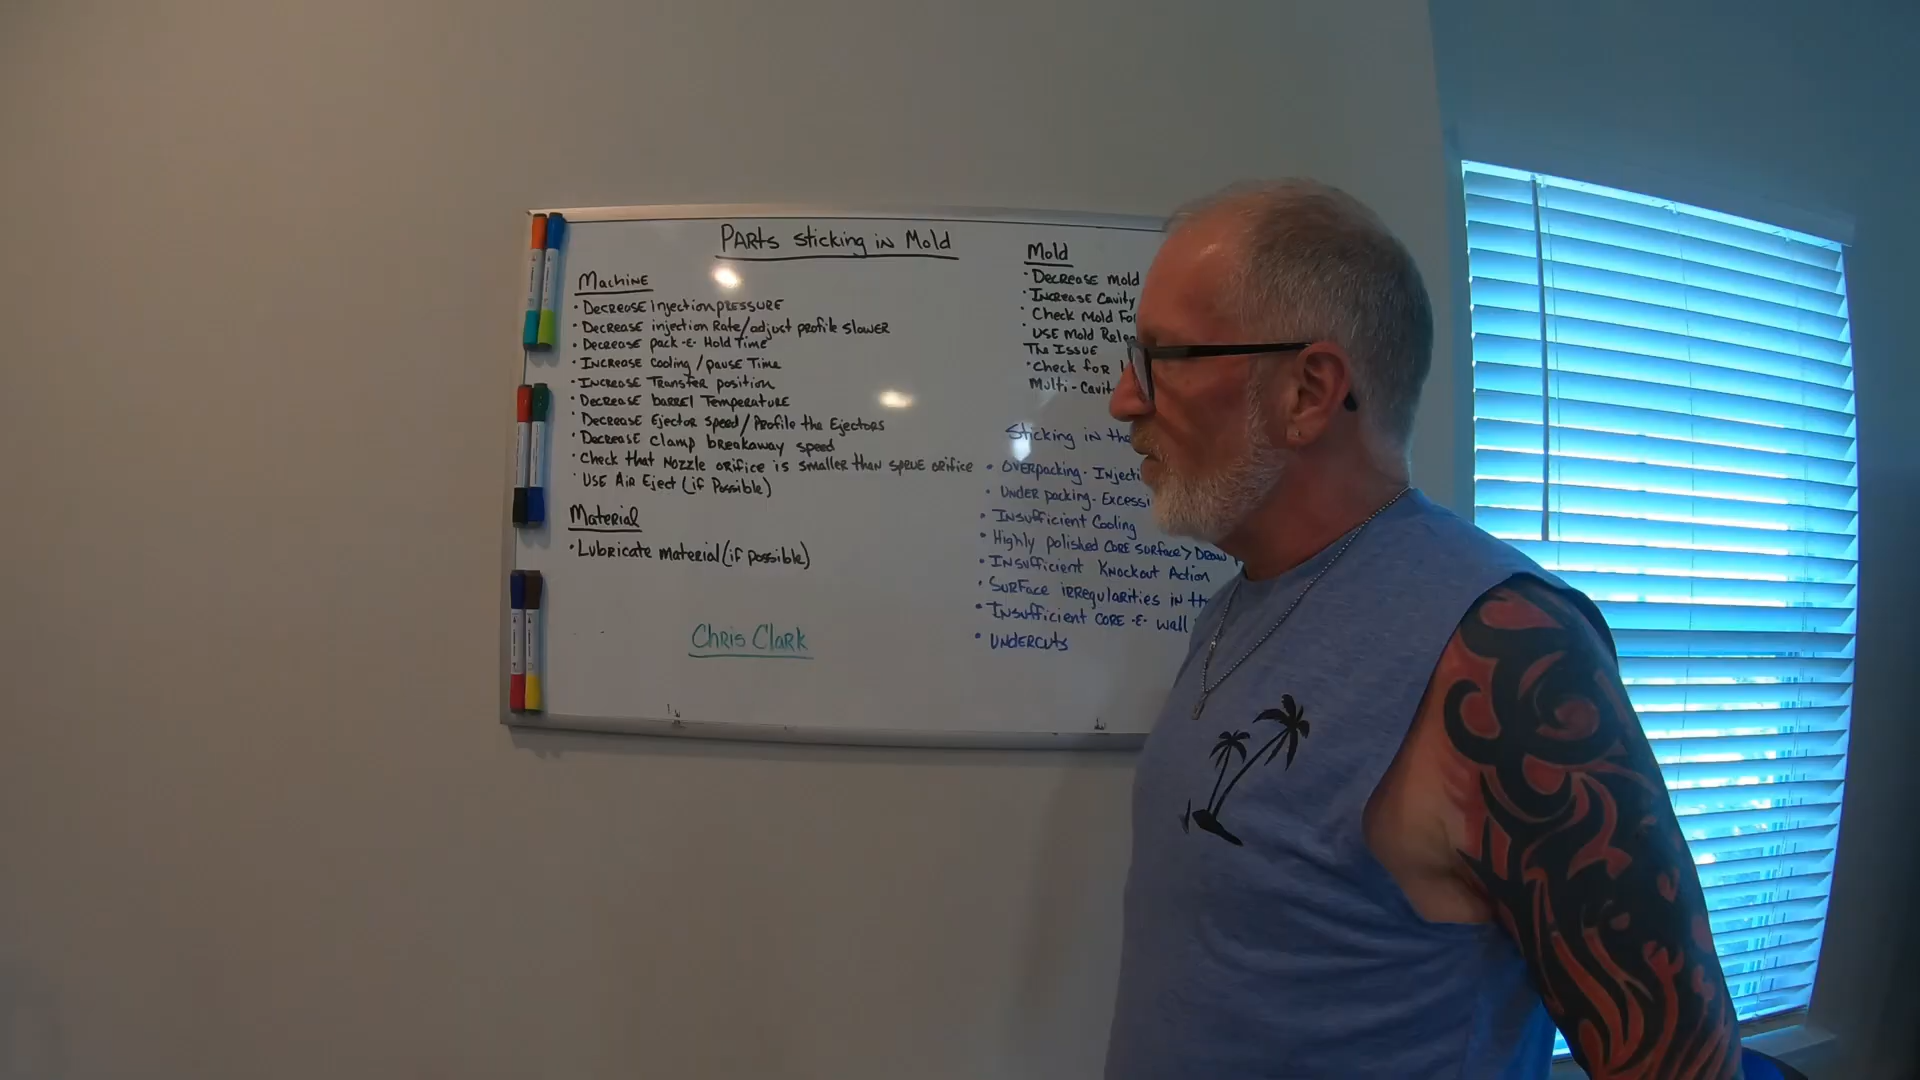 Parts sticking in Mold
Machine
• Decrease Injection pressure
• Decrease injection Rate/adjust profile slower
• Decrease pack & Hold Time
• Increase Cooling / pause Time
• Increase Transfer position
• Decrease barrel Temperature
• Decrease Ejector speed / Profile the Ejectors
• Decrease clamp breakaway speed
• Check that Nozzle orifice is smaller than sprue orifice
• Use Air Eject (if Possible)
Material
• Lubricate material (if possible)
Chris Clark
Mold
• Decrease mold
• Increase Cavity
• Check Mold
• Use Mold
The Issue
• Check for
Multi-
Sticking in the
• Overpacking -
• Under packing -
• Insufficient Cooling
• Highly polished core surface >
• Insufficient Knockout Action
• Surface irregularities in
• Insufficient core & wall
• Undercuts